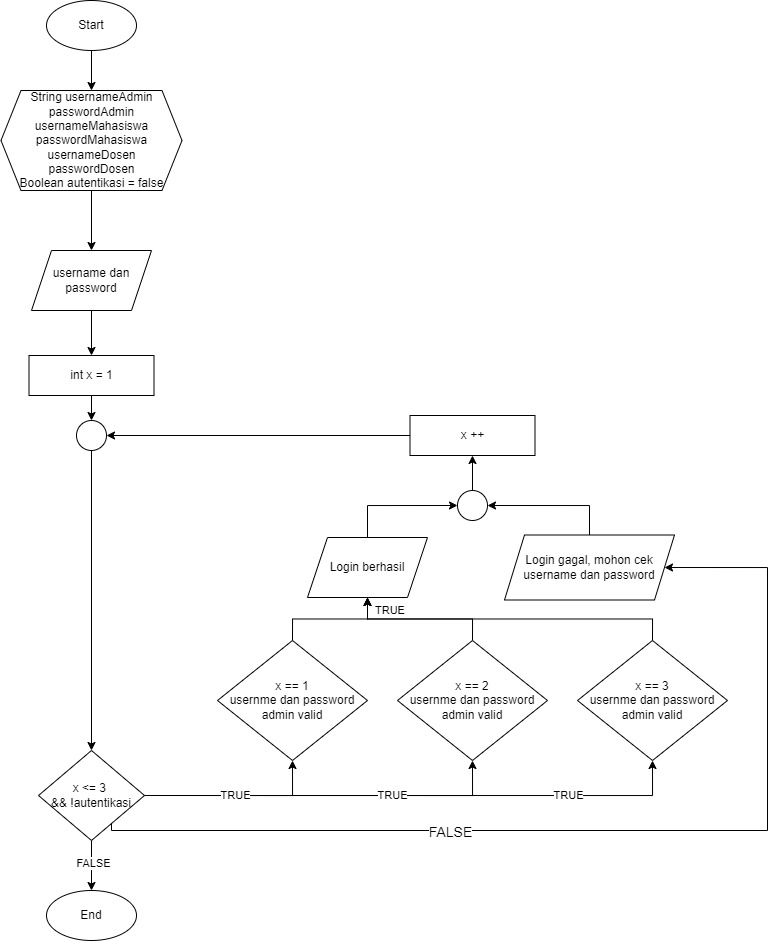 Start
String usernameAdmin
passwordAdmin
usernameMahasiswa
passwordMahasiswa
usernameDosen
passwordDosen
Boolean autentikasi = false
username dan
password
int x = 1
x ++
Login berhasil
Login gagal, mohon cek
username dan password
TRUE
x == 1
usernme dan password
admin valid
x == 2
usernme dan password
admin valid
x == 3
usernme dan password
admin valid
x <= 3
&& !autentikasi
TRUE
TRUE
TRUE
FALSE
FALSE
End